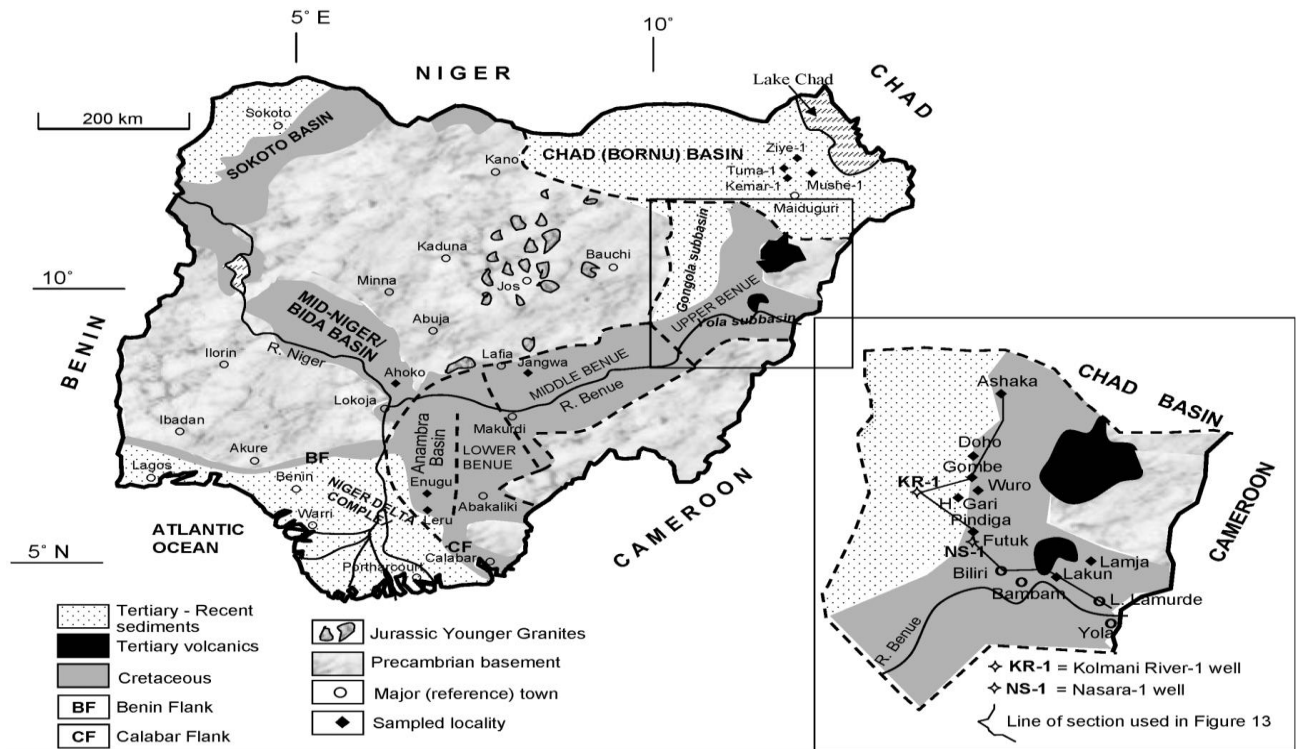 5° E
10°
NIGER
CHAD
Lake Chad
200 km
Sokoto
SOKOTO BASIN
Kano
CHAD (BORNU) BASIN
Ziye-1
Tuma-1
Kemar-1
Mushe-1
Maiduguri
Kaduna
Bauchi
Jos
Gongola subbasin
10°
Minna
MID-NIGER/
BIDA BASIN
Abuja
UPPER BENUE
Yola subbasin
BENIN
Ilorin
R. Niger
Ahoko
Lafia
Jangwa
MIDDLE BENUE
R. Benue
Lokoja
Makurdi
Ibadan
Akure
BF
Anambra
Basin
LOWER
BENUE
Lagos
Benin
Enugu
Abakaliki
Warri
NIGER DELTA
COMPLE
Leru
ATLANTIC
OCEAN
CF
Calabar
Portharcourt
CAMEROON
5° N
Tertiary - Recent
sediments
Tertiary volcanics
Cretaceous
BF Benin Flank
CF Calabar Flank
Jurassic Younger Granites
Precambrian basement
Major (reference) town
Sampled locality
Ashaka
CHAD BASIN
Doho
Gombe
KR-1
Wuro
H. Gari
Pindiga
Futuk
NS-1
Biliri
Bambam
Lakun
Lamja
L. Lamurde
Yola
R. Benue
CAMEROON
KR-1 = Kolmani River-1 well
NS-1 = Nasara-1 well
Line of section used in Figure 13